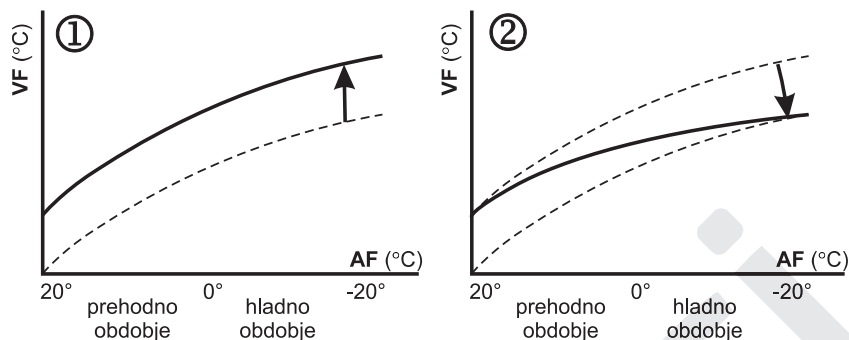 ①
VF (°C)
AF (°C)
20°
0°
-20°
prehodno
obdobje
hladno
obdobje
②
VF (°C)
AF (°C)
20°
0°
-20°
prehodno
obdobje
hladno
obdobje